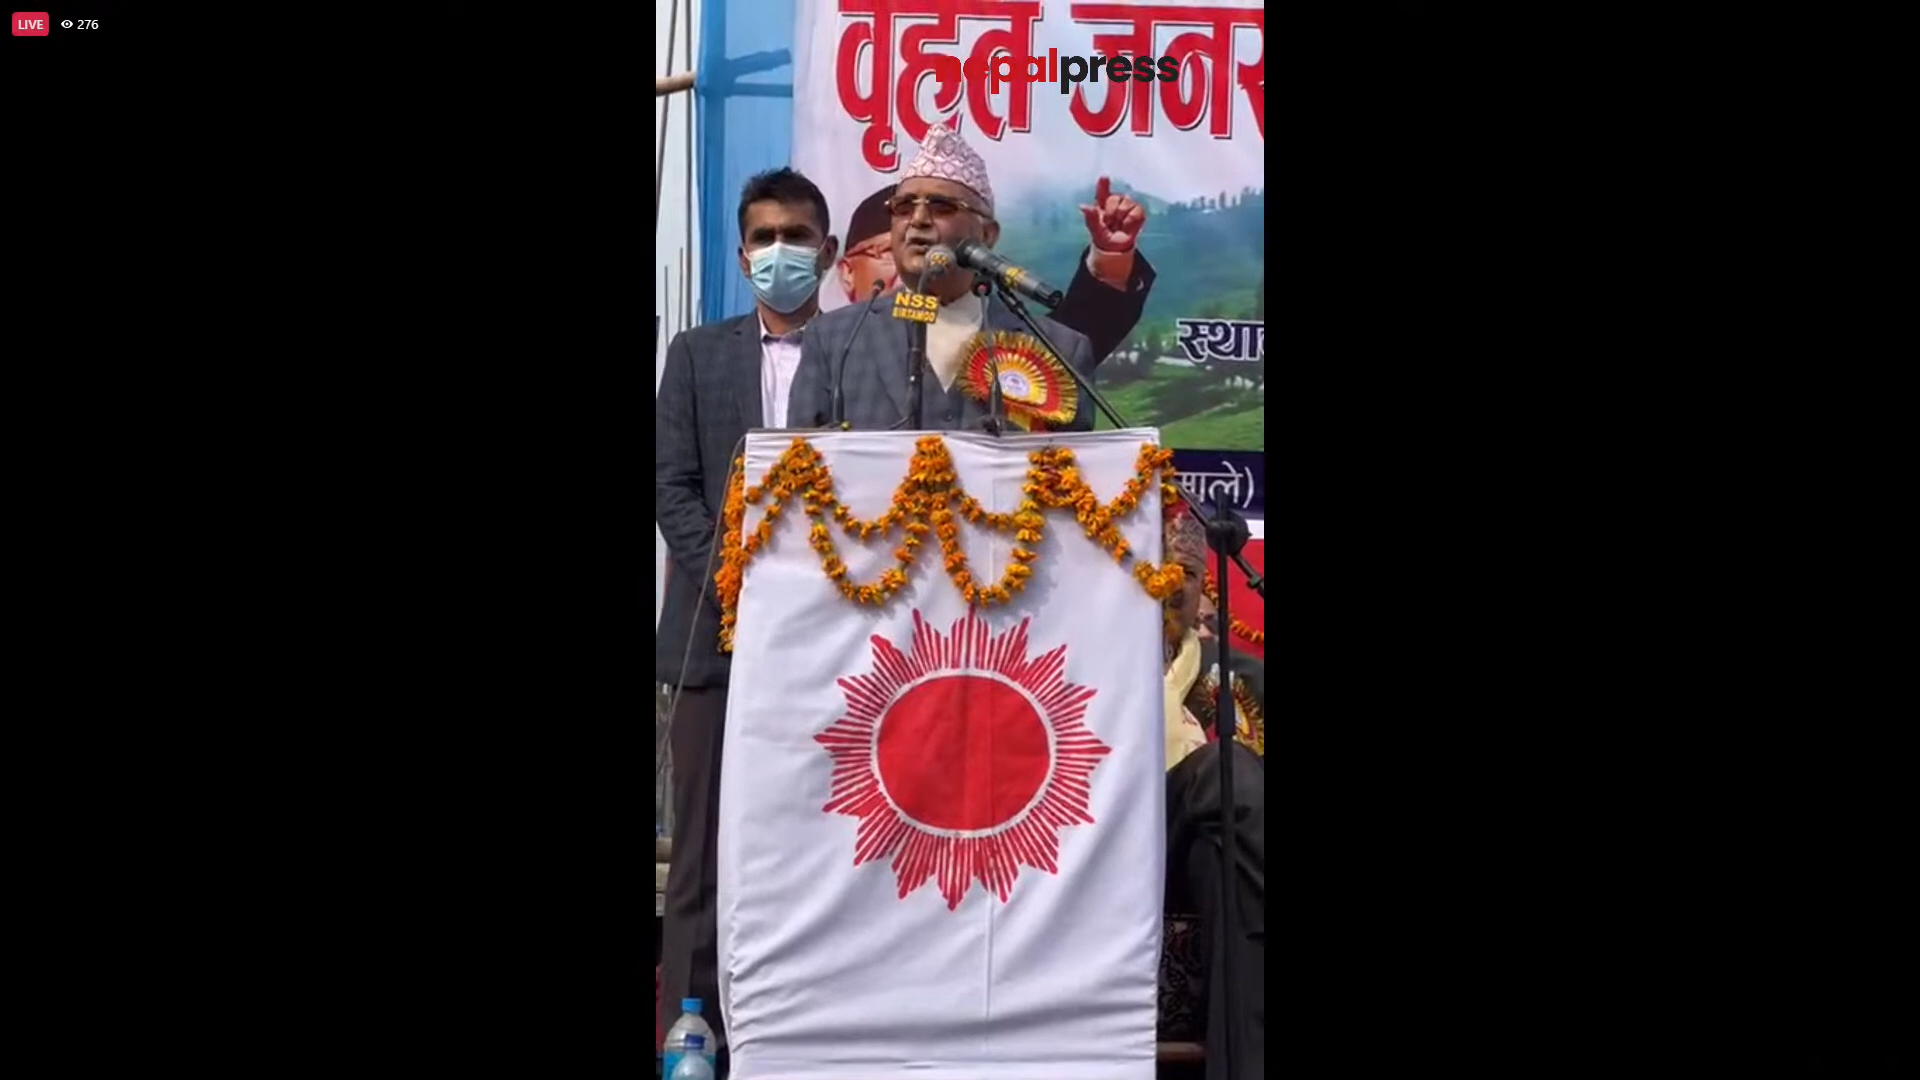 LIVE 276
nepalpress
वृहत जनस
NSS
BIRTAMOD
स्था
माले)